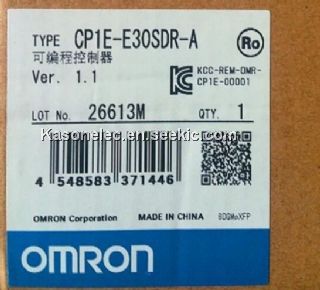 TYPE CP1E-E30SDR-A
可编程控制器
Ver. 1.1
Ro
KCC-REM-OMR-
CP1E-00001
LOT No. 26613M QTY. 1
Kasonelec.en.seekic.com
4 548583 371446
OMRON Corporation MADE IN CHINA
OMRON